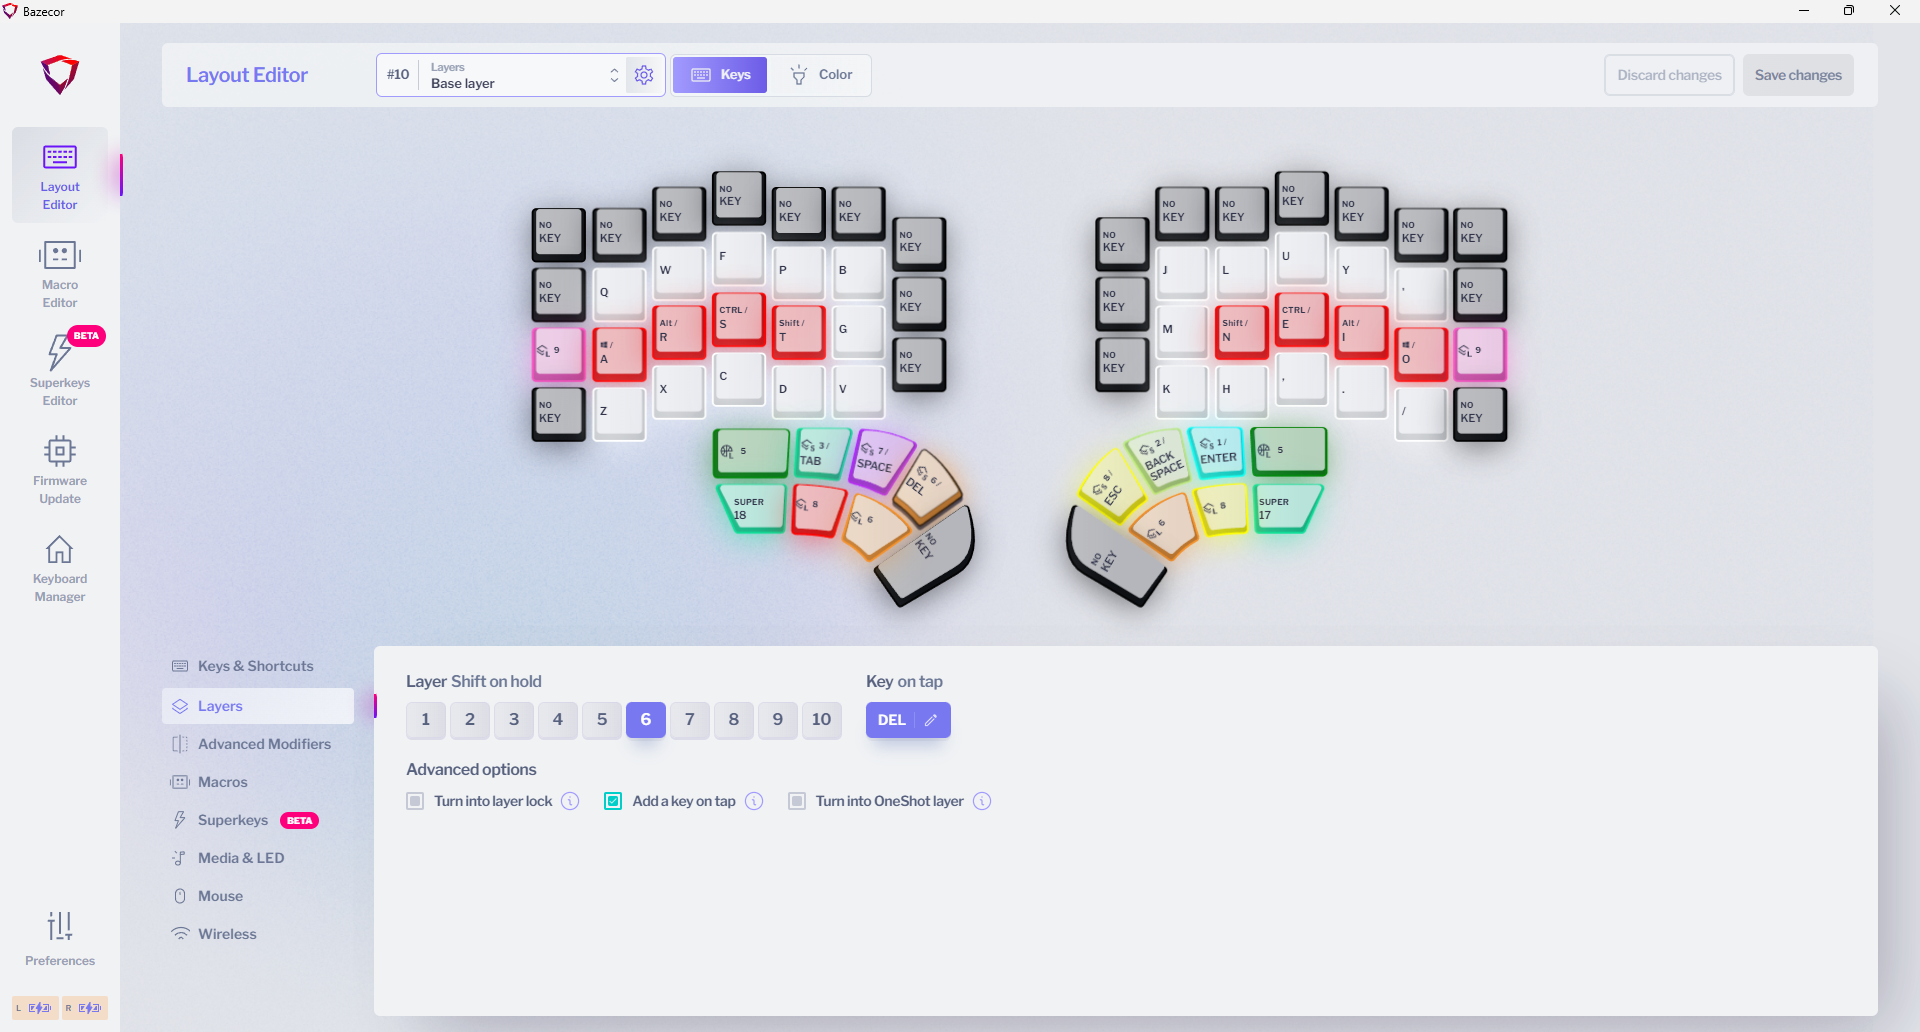 Bazecor
Layout Editor
#10
Layers
Base layer
Keys
Color
Discard changes
Save changes
Layout
Editor
Macro
Editor
BETA
Superkeys
Editor
Firmware
Update
Keyboard
Manager
Preferences
L
R
NO KEY
NO KEY
NO KEY
NO KEY
NO KEY
NO KEY
NO KEY
NO KEY
Q
W
F
P
B
NO KEY
L 9
/ A
Alt / R
CTRL / S
Shift / T
G
NO KEY
NO KEY
Z
X
C
D
V
L 5
S 3 / TAB
S 7 / SPACE
S 6 / DEL
SUPER 18
L 8
L 6
NO KEY
NO KEY
NO KEY
NO KEY
NO KEY
NO KEY
NO KEY
NO KEY
NO KEY
J
L
U
Y
'
NO KEY
NO KEY
M
Shift / N
CTRL / E
Alt / I
/ O
L 9
K
H
,
.
/
NO KEY
S 8 / ESC
S 2 / BACK SPACE
S 1 / ENTER
L 5
NO KEY
L 6
L 8
SUPER 17
Keys & Shortcuts
Layers
Advanced Modifiers
Macros
Superkeys BETA
Media & LED
Mouse
Wireless
Layer Shift on hold
1 2 3 4 5 6 7 8 9 10
Key on tap
DEL
Advanced options
Turn into layer lock
Add a key on tap
Turn into OneShot layer